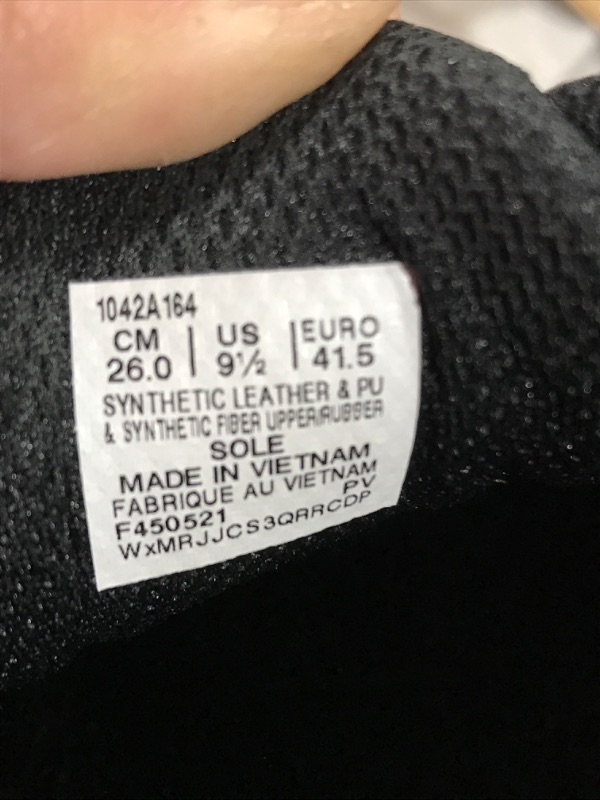 1042A164
CM | US | EURO
26.0 | 9½ | 41.5
SYNTHETIC LEATHER & PU
& SYNTHETIC FIBER UPPER/RUBBER
SOLE
MADE IN VIETNAM
FABRIQUE AU VIETNAM
F450521 PV
WxMRJJCS3QRRCDP